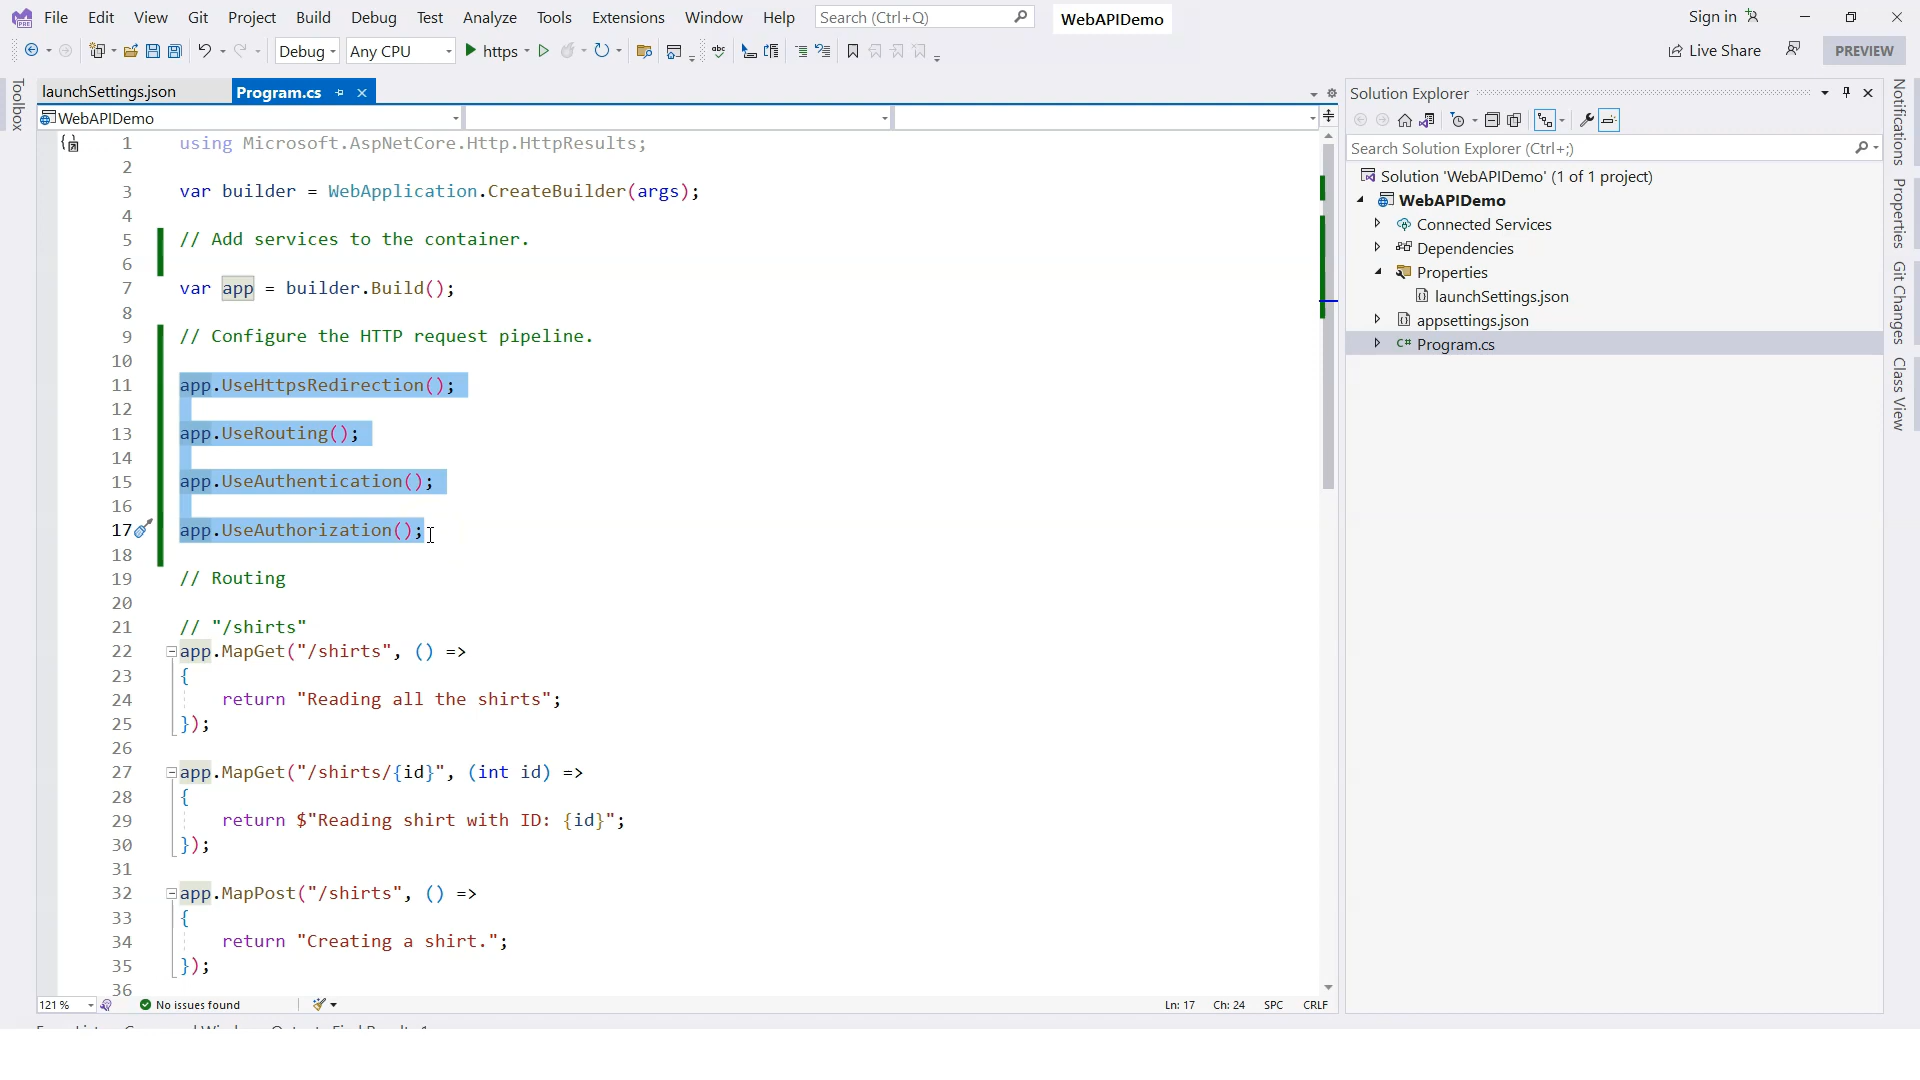 File Edit View Git Project Build Debug Test Analyze Tools Extensions Window Help Search (Ctrl+Q) WebAPIDemo Sign in
Debug Any CPU https Live Share PREVIEW
Toolbox
launchSettings.json Program.cs
WebAPIDemo
1 using Microsoft.AspNetCore.Http.HttpResults;
2
3 var builder = WebApplication.CreateBuilder(args);
4
5 // Add services to the container.
6
7 var app = builder.Build();
8
9 // Configure the HTTP request pipeline.
10
11 app.UseHttpsRedirection();
12
13 app.UseRouting();
14
15 app.UseAuthentication();
16
17 app.UseAuthorization();
18
19 // Routing
20
21 // "/shirts"
22 app.MapGet("/shirts", () =>
23 {
24 return "Reading all the shirts";
25 });
26
27 app.MapGet("/shirts/{id}", (int id) =>
28 {
29 return $"Reading shirt with ID: {id}";
30 });
31
32 app.MapPost("/shirts", () =>
33 {
34 return "Creating a shirt.";
35 });
36
121 % No issues found Ln: 17 Ch: 24 SPC CRLF
Solution Explorer
Search Solution Explorer (Ctrl+;)
Solution 'WebAPIDemo' (1 of 1 project)
WebAPIDemo
Connected Services
Dependencies
Properties
launchSettings.json
appsettings.json
C# Program.cs
Notifications
Properties
Git Changes
Class View